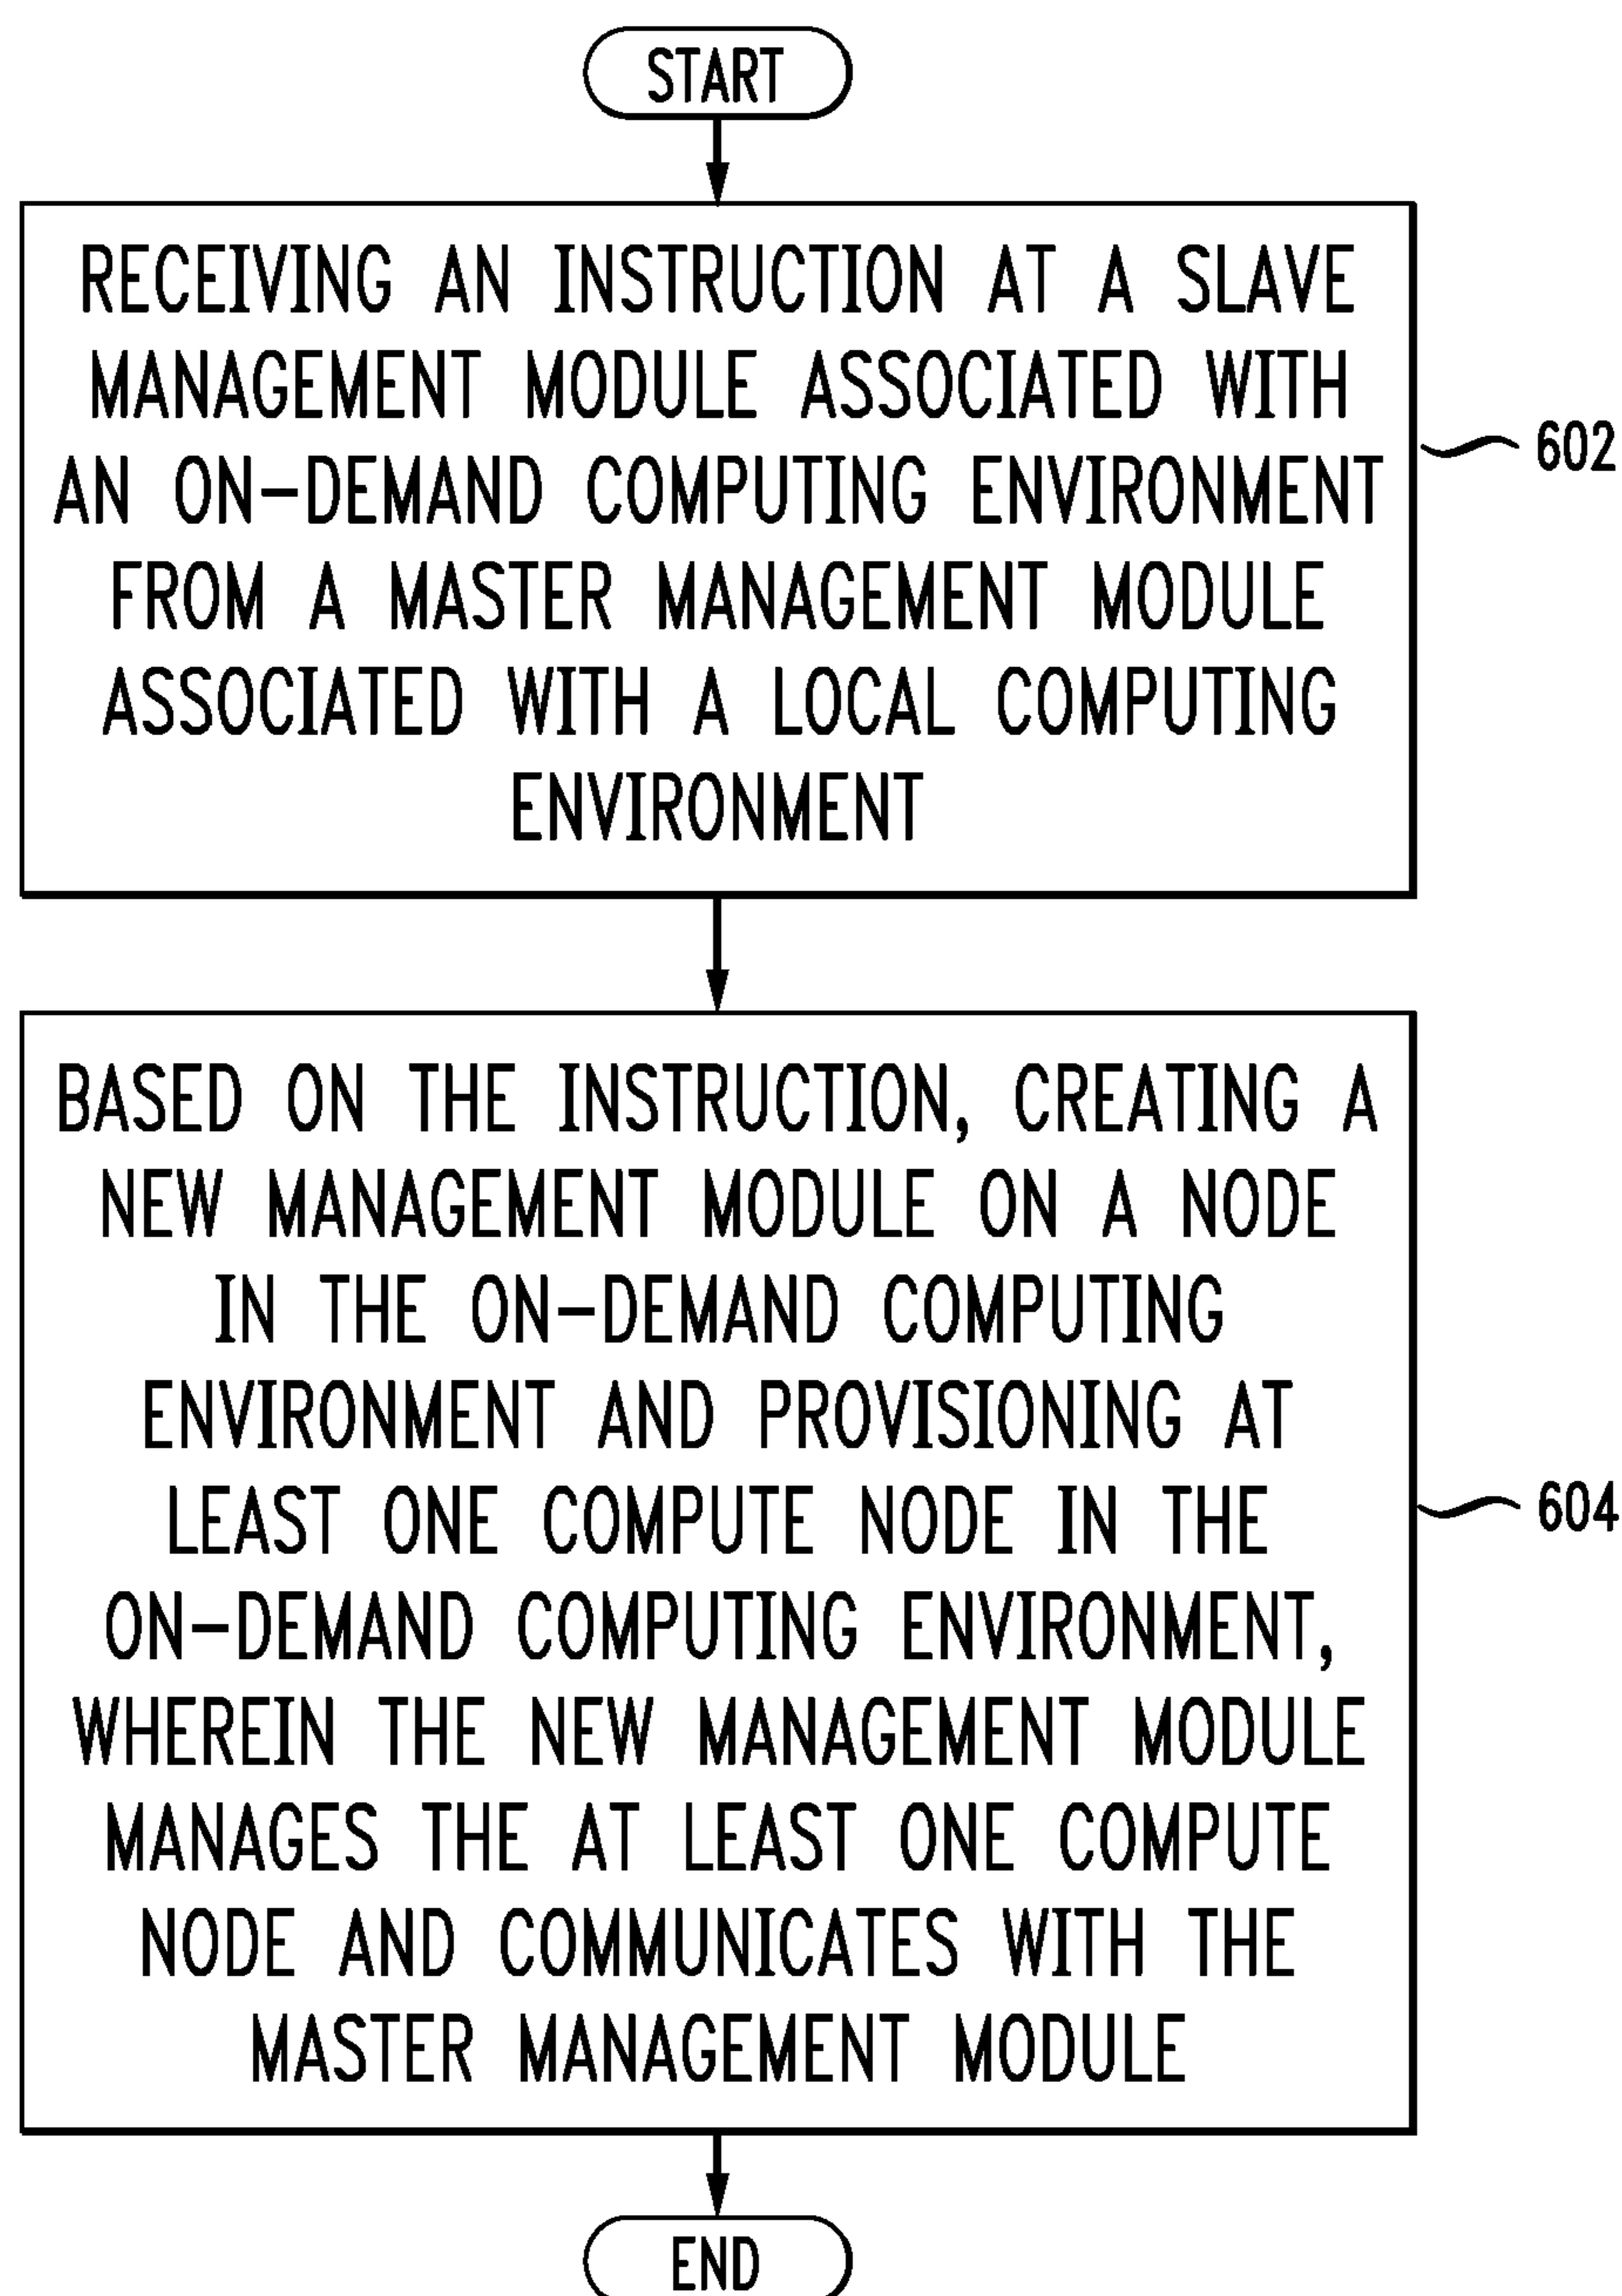 START
RECEIVING AN INSTRUCTION AT A SLAVE
MANAGEMENT MODULE ASSOCIATED WITH
AN ON-DEMAND COMPUTING ENVIRONMENT
FROM A MASTER MANAGEMENT MODULE
ASSOCIATED WITH A LOCAL COMPUTING
ENVIRONMENT
602
BASED ON THE INSTRUCTION, CREATING A
NEW MANAGEMENT MODULE ON A NODE
IN THE ON-DEMAND COMPUTING
ENVIRONMENT AND PROVISIONING AT
LEAST ONE COMPUTE NODE IN THE
ON-DEMAND COMPUTING ENVIRONMENT,
WHEREIN THE NEW MANAGEMENT MODULE
MANAGES THE AT LEAST ONE COMPUTE
NODE AND COMMUNICATES WITH THE
MASTER MANAGEMENT MODULE
604
END